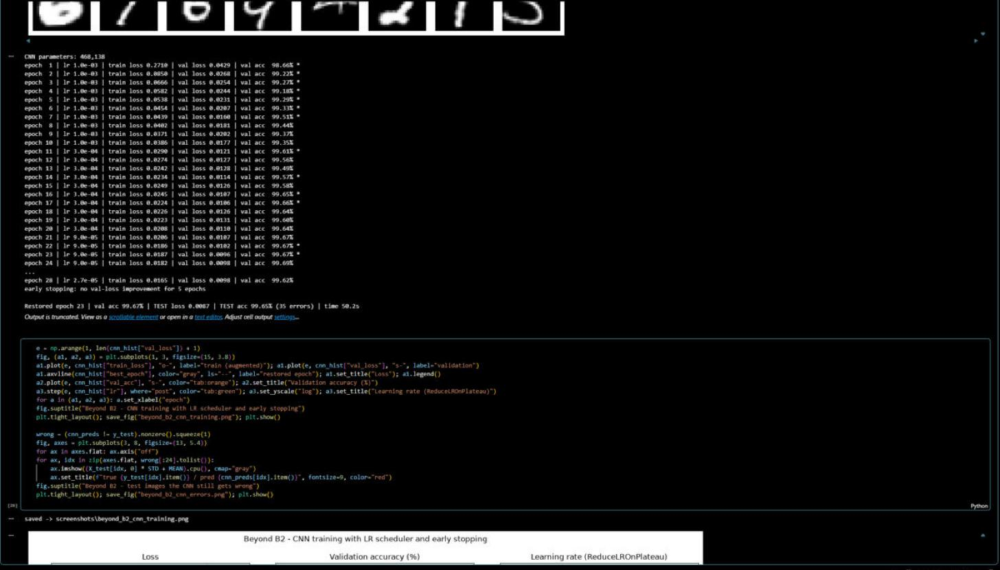 CNN parameters: 468,138
epoch  1 | lr 1.0e-03 | train loss 0.2710 | val loss 0.0429 | val acc  98.66% *
epoch  2 | lr 1.0e-03 | train loss 0.0850 | val loss 0.0268 | val acc  99.22% *
epoch  3 | lr 1.0e-03 | train loss 0.0666 | val loss 0.0254 | val acc  99.27% *
epoch  4 | lr 1.0e-03 | train loss 0.0582 | val loss 0.0244 | val acc  99.18% *
epoch  5 | lr 1.0e-03 | train loss 0.0538 | val loss 0.0231 | val acc  99.29% *
epoch  6 | lr 1.0e-03 | train loss 0.0454 | val loss 0.0207 | val acc  99.33% *
epoch  7 | lr 1.0e-03 | train loss 0.0439 | val loss 0.0160 | val acc  99.51% *
epoch  8 | lr 1.0e-03 | train loss 0.0402 | val loss 0.0181 | val acc  99.44%
epoch  9 | lr 1.0e-03 | train loss 0.0371 | val loss 0.0202 | val acc  99.37%
epoch 10 | lr 1.0e-03 | train loss 0.0386 | val loss 0.0177 | val acc  99.35%
epoch 11 | lr 3.0e-04 | train loss 0.0290 | val loss 0.0121 | val acc  99.61% *
epoch 12 | lr 3.0e-04 | train loss 0.0274 | val loss 0.0127 | val acc  99.56%
epoch 13 | lr 3.0e-04 | train loss 0.0242 | val loss 0.0128 | val acc  99.49%
epoch 14 | lr 3.0e-04 | train loss 0.0234 | val loss 0.0114 | val acc  99.57% *
epoch 15 | lr 3.0e-04 | train loss 0.0249 | val loss 0.0126 | val acc  99.58%
epoch 16 | lr 3.0e-04 | train loss 0.0245 | val loss 0.0107 | val acc  99.65% *
epoch 17 | lr 3.0e-04 | train loss 0.0224 | val loss 0.0106 | val acc  99.66% *
epoch 18 | lr 3.0e-04 | train loss 0.0226 | val loss 0.0126 | val acc  99.64%
epoch 19 | lr 3.0e-04 | train loss 0.0223 | val loss 0.0131 | val acc  99.60%
epoch 20 | lr 3.0e-04 | train loss 0.0208 | val loss 0.0110 | val acc  99.64%
epoch 21 | lr 9.0e-05 | train loss 0.0206 | val loss 0.0107 | val acc  99.67%
epoch 22 | lr 9.0e-05 | train loss 0.0186 | val loss 0.0102 | val acc  99.67% *
epoch 23 | lr 9.0e-05 | train loss 0.0187 | val loss 0.0096 | val acc  99.67% *
epoch 24 | lr 9.0e-05 | train loss 0.0182 | val loss 0.0098 | val acc  99.69%
...
epoch 28 | lr 2.7e-05 | train loss 0.0165 | val loss 0.0098 | val acc  99.62%
early stopping: no val-loss improvement for 5 epochs
Restored epoch 23 | val acc 99.67% | TEST loss 0.0087 | TEST acc 99.65% (35 errors) | time 50.2s
Output is truncated. View as a scrollable element or open in a text editor. Adjust cell output settings...
e = np.arange(1, len(cnn_hist["val_loss"]) + 1)
fig, (a1, a2, a3) = plt.subplots(1, 3, figsize=(15, 3.8))
a1.plot(e, cnn_hist["train_loss"], "o-", label="train (augmented)"); a1.plot(e, cnn_hist["val_loss"], "s-", label="validation")
a1.axvline(cnn_hist["best_epoch"], color="gray", ls="--", label="restored epoch"); a1.set_title("Loss"); a1.legend()
a2.plot(e, cnn_hist["val_acc"], "s-", color="tab:orange"); a2.set_title("Validation accuracy (%)")
a3.step(e, cnn_hist["lr"], where="post", color="tab:green"); a3.set_yscale("log"); a3.set_title("Learning rate (ReduceLROnPlateau)")
for a in (a1, a2, a3): a.set_xlabel("epoch")
fig.suptitle("Beyond B2 - CNN training with LR scheduler and early stopping")
plt.tight_layout(); save_fig("beyond_b2_cnn_training.png"); plt.show()
wrong = (cnn_preds != y_test).nonzero().squeeze(1)
fig, axes = plt.subplots(3, 8, figsize=(13, 5.4))
for ax in axes.flat: ax.axis("off")
for ax, idx in zip(axes.flat, wrong[:24].tolist()):
    ax.imshow((X_test[idx, 0] * STD + MEAN).cpu(), cmap="gray")
    ax.set_title(f"true {y_test[idx].item()} / pred {cnn_preds[idx].item()}", fontsize=9, color="red")
fig.suptitle("Beyond B2 - test images the CNN still gets wrong")
plt.tight_layout(); save_fig("beyond_b2_cnn_errors.png"); plt.show()
Python
saved -> screenshots\beyond_b2_cnn_training.png
Beyond B2 - CNN training with LR scheduler and early stopping
Loss Validation accuracy (%) Learning rate (ReduceLROnPlateau)